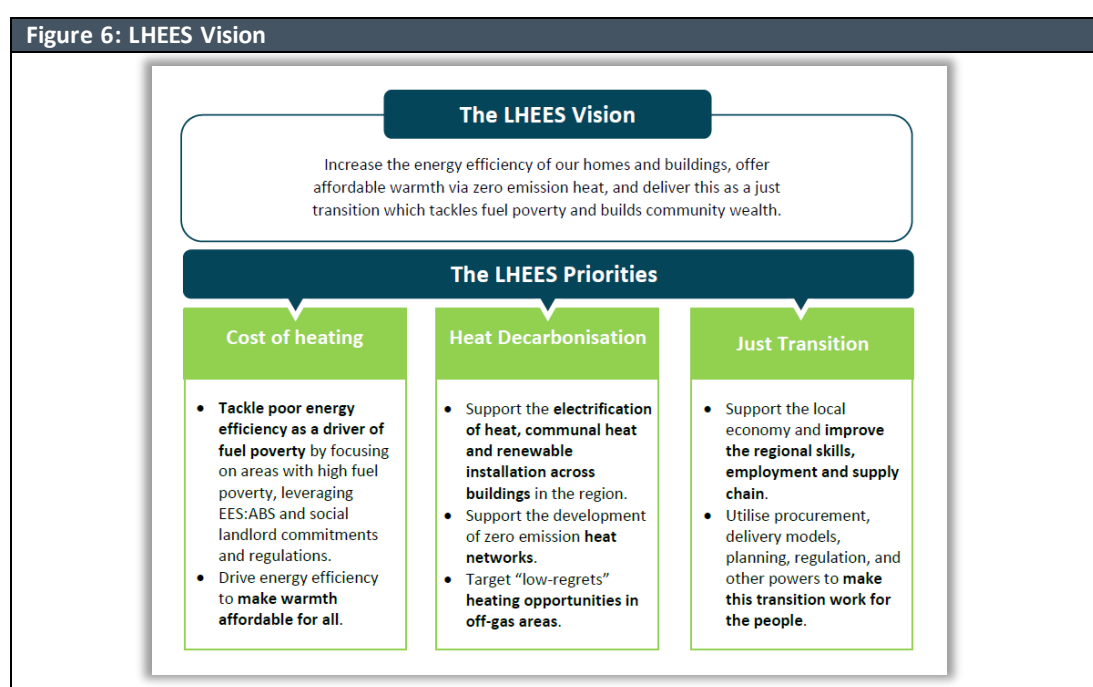 Figure 6: LHEES Vision
The LHEES Vision
Increase the energy efficiency of our homes and buildings, offer
affordable warmth via zero emission heat, and deliver this as a just
transition which tackles fuel poverty and builds community wealth.
The LHEES Priorities
Cost of heating
• Tackle poor energy
efficiency as a driver of
fuel poverty by focusing
on areas with high fuel
poverty, leveraging
EES:ABS and social
landlord commitments
and regulations.
• Drive energy efficiency
to make warmth
affordable for all.
Heat Decarbonisation
• Support the electrification
of heat, communal heat
and renewable
installation across
buildings in the region.
• Support the development
of zero emission heat
networks.
• Target “low-regrets”
heating opportunities in
off-gas areas.
Just Transition
• Support the local
economy and improve
the regional skills,
employment and supply
chain.
• Utilise procurement,
delivery models,
planning, regulation, and
other powers to make
this transition work for
the people.